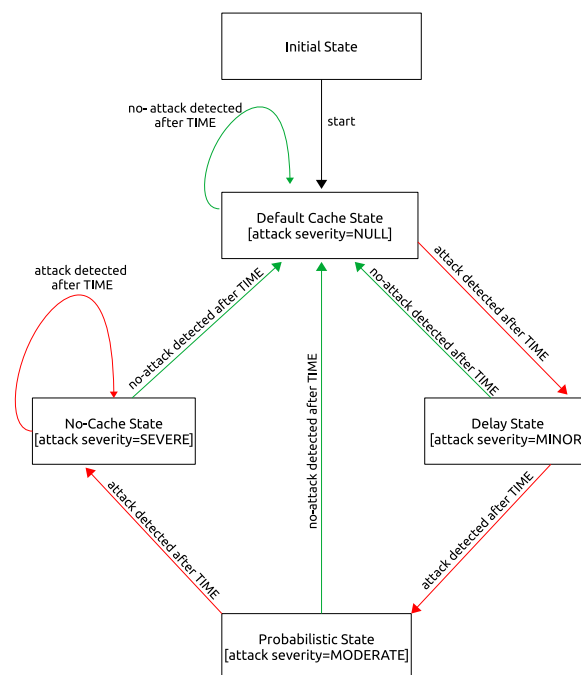 Initial State
start
no- attack detected
after TIME
Default Cache State
[attack severity=NULL]
attack detected
after TIME
no-attack detected after TIME
no-attack detected after TIME
no-attack detected after TIME
attack detected after TIME
No-Cache State
[attack severity=SEVERE]
Delay State
[attack severity=MINOR
attack detected after TIME
attack detected after TIME
Probabilistic State
[attack severity=MODERATE]